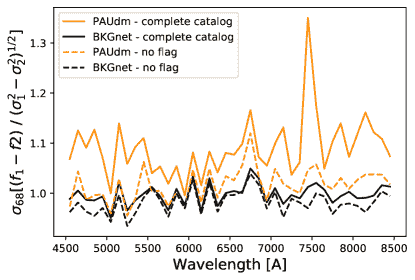 PAUdm - complete catalog
BKGnet - complete catalog
PAUdm - no flag
BKGnet - no flag
1.3
1.2
1.1
1.0
σ68[(f1 - f2) / (σ₁² - σ₂²)^1/2]
4500 5000 5500 6000 6500 7000 7500 8000 8500
Wavelength [A]